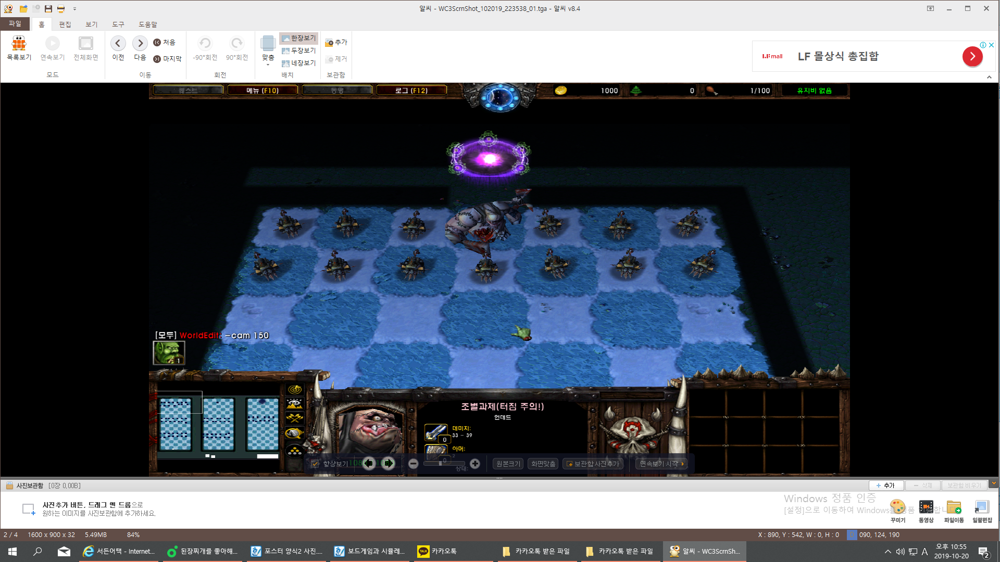 알씨 - WC3ScrnShot_102019_223538_01.tga - 알씨 v8.4
파일 홈 편집 보기 도구 도움말
목록보기 연속보기 전체화면
모드
이전 다음 처음 마지막
이동
-90°회전 90°회전
회전
맞춤 한장보기 두장보기 네장보기
배치
추가 제거
보관함
LF mall LF 몰상식 총집합
퀘스트 메뉴 (F10) 동맹 로그 (F12) 1000 0 1/100 유지비 없음
[모두] WorldEdit: -cam 150
1
조별과제(터짐 주의!)
언데드
데미지:
33 - 39
0
아머:
2
0
상태:
항상보기 원본크기 화면맞춤 보관함사진추가 연속보기 시작
사진보관함 [0장 0,00B] 추가 삭제 보관함 비우기
사진추가 버튼, 드래그 앤 드롭으로
원하는 이미지를 사진보관함에 추가하세요.
Windows 정품 인증
[설정]으로 이동하여 Windows를 정품 인증합니다
꾸미기 동영상 파일이동 일괄편집
2 / 4 1600 x 900 x 32 5.49MB 84% X : 890, Y : 542, W : 0, H : 0 090, 124, 190
서든어택 - Internet... 된장찌개를 좋아해... 포스터 양식2 사진.... 보드게임과 시뮬레... TALK 카카오톡 카카오톡 받은 파일 카카오톡 받은 파일 알씨 - WC3ScrnSh... A 오후 10:55
2019-10-20 2